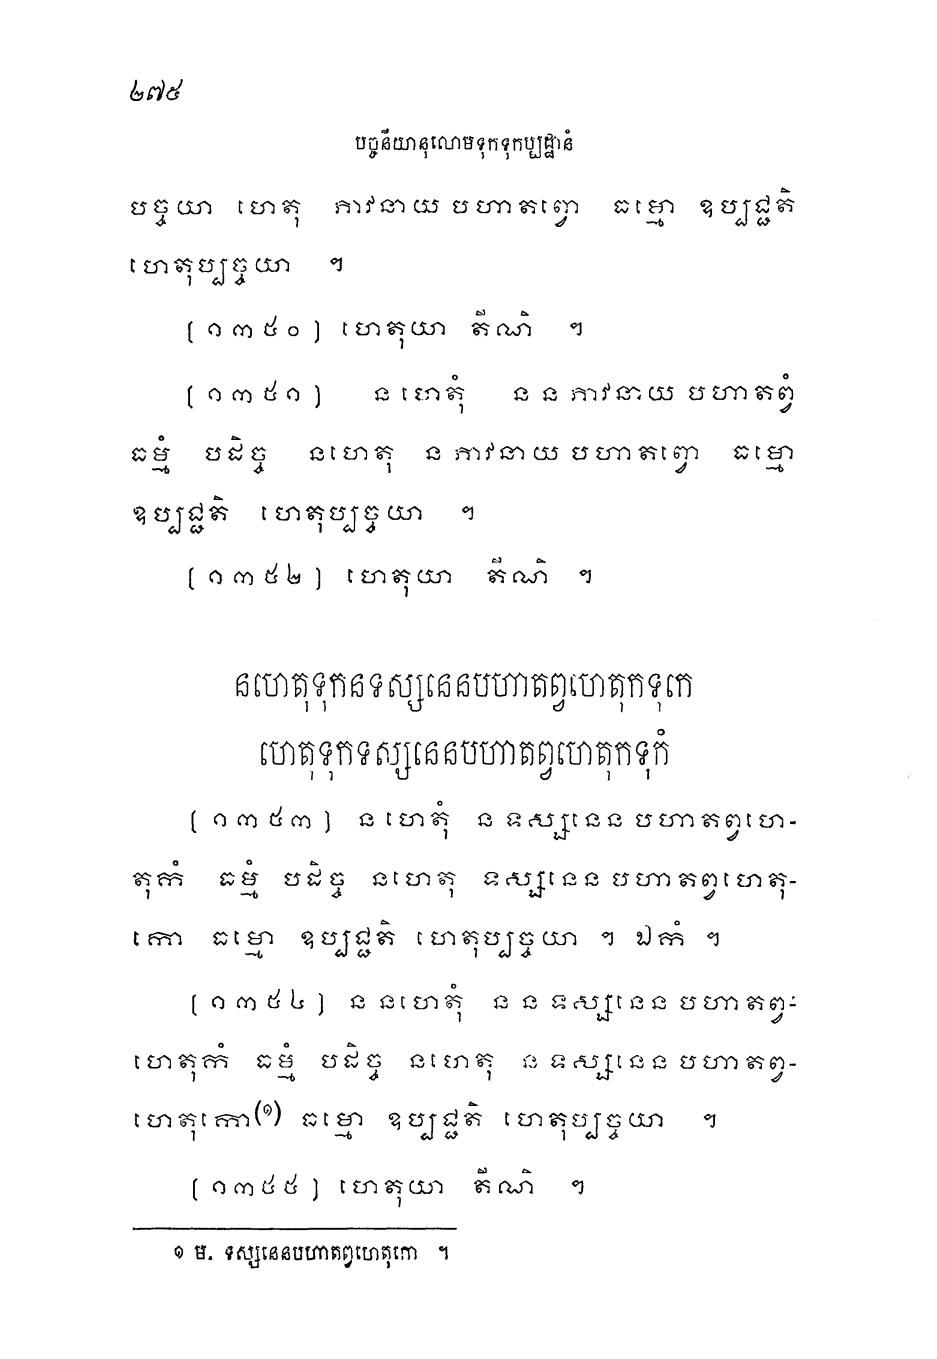 ២៧៥
បច្ចនីយានុលោមទុកទុកប្បដ្ឋានំ
បច្ចយា ហេតុ ភាវនាយ បហាតព្វោ ធម្មោ ឧប្បជ្ជតិ
ហេតុប្បច្ចយា ។
[១៣៥០] ហេតុយា តីណិ ។
[១៣៥១] ន ហេតុំ ន ន ភាវនាយ បហាតព្វំ
ធម្មំ បដិច្ច នហេតុ ន ភាវនាយ បហាតព្វោ ធម្មោ
ឧប្បជ្ជតិ ហេតុប្បច្ចយា ។
[១៣៥២] ហេតុយា តីណិ ។
នហេតុទុកនទស្សនេនបហាតព្វហេតុកទុកេ
ហេតុទុកទស្សនេនបហាតព្វហេតុកទុកំ
[១៣៥៣] ន ហេតុំ ន ទស្សនេន បហាតព្វហេ-
តុកំ ធម្មំ បដិច្ច នហេតុ ទស្សនេន បហាតព្វហេតុ-
កោ ធម្មោ ឧប្បជ្ជតិ ហេតុប្បច្ចយា ។ ឯកំ ។
[១៣៥៤] ន នហេតុំ ន ន ទស្សនេន បហាតព្វ-
ហេតុកំ ធម្មំ បដិច្ច នហេតុ ន ទស្សនេន បហាតព្វ-
ហេតុកោ(១) ធម្មោ ឧប្បជ្ជតិ ហេតុប្បច្ចយា ។
[១៣៥៥] ហេតុយា តីណិ ។
១ ម. ទស្សនេនបហាតព្វហេតុកោ ។